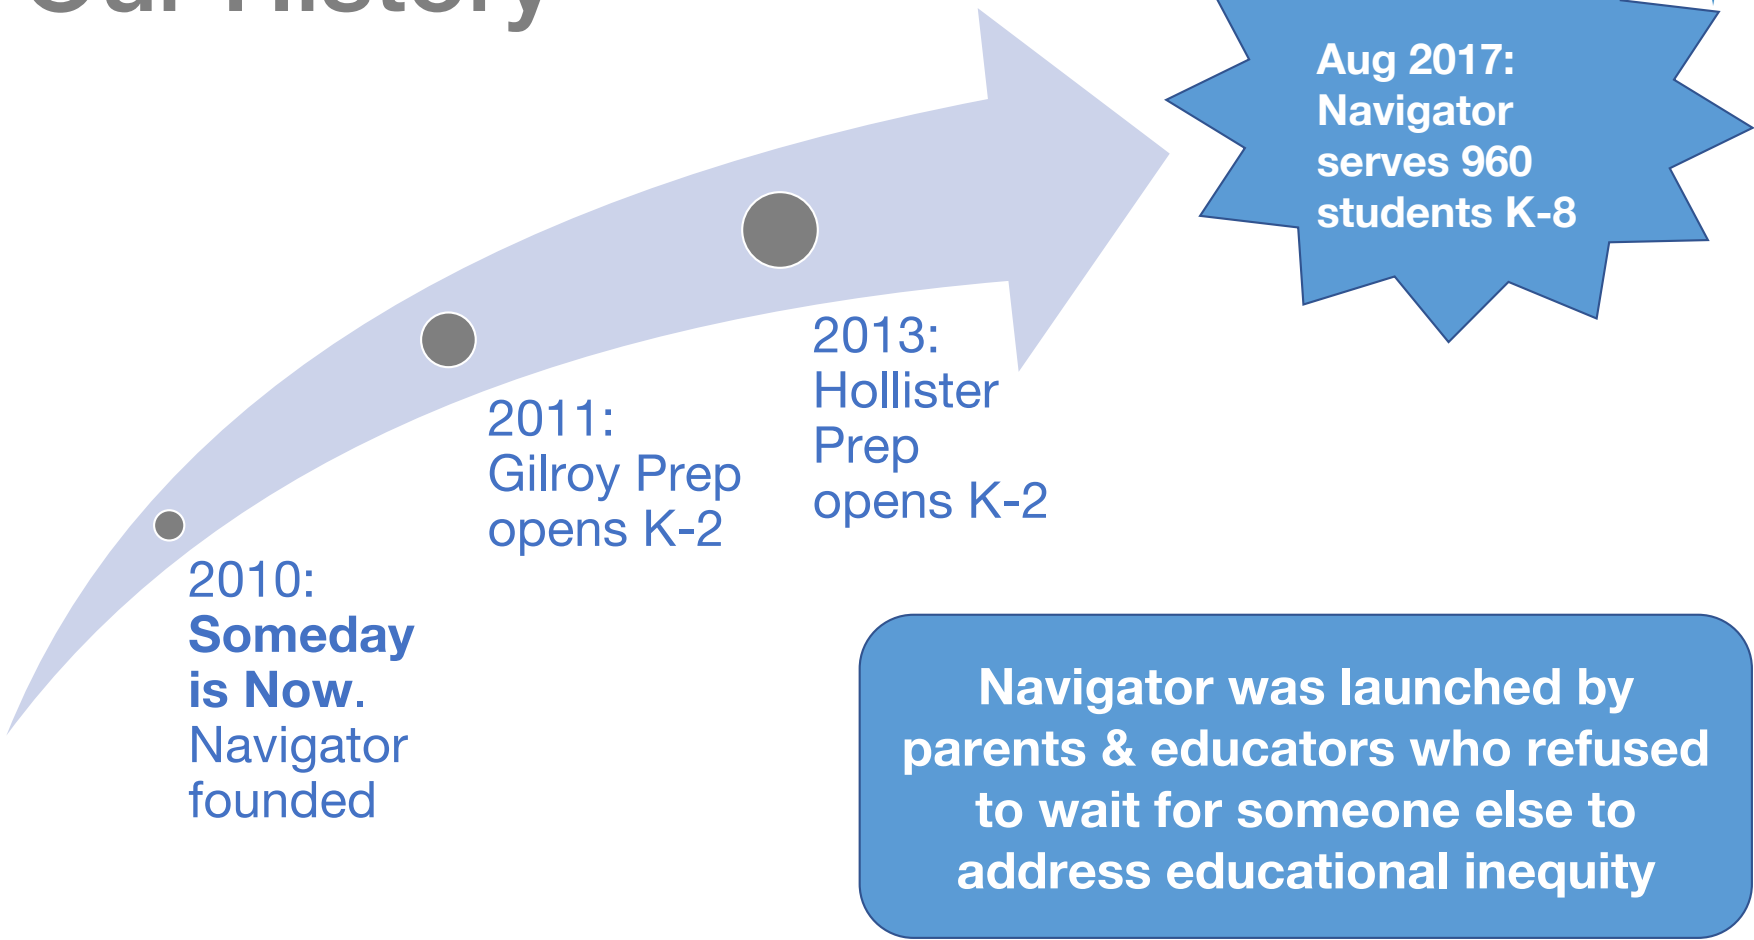 Our History
Aug 2017:
Navigator
serves 960
students K-8
2013:
Hollister
Prep
opens K-2
2011:
Gilroy Prep
opens K-2
2010:
Someday
is Now.
Navigator
founded
Navigator was launched by
parents & educators who refused
to wait for someone else to
address educational inequity